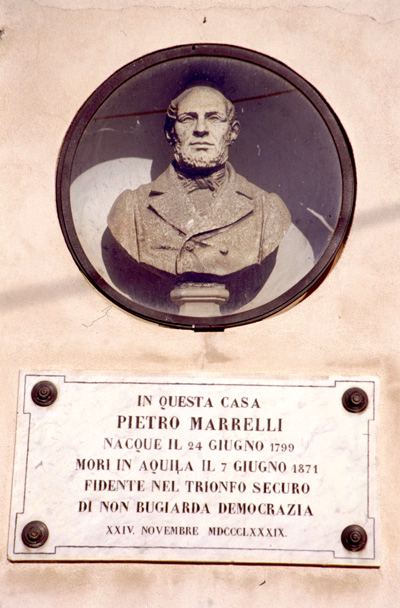 IN QUESTA CASA
PIETRO MARRELLI
NACQUE IL 24 GIUGNO 1799
MORÌ IN AQUILA IL 7 GIUGNO 1871
FIDENTE NEL TRIONFO SECURO
DI NON BUGIARDA DEMOCRAZIA
XXIV. NOVEMBRE MDCCCLXXXIX.